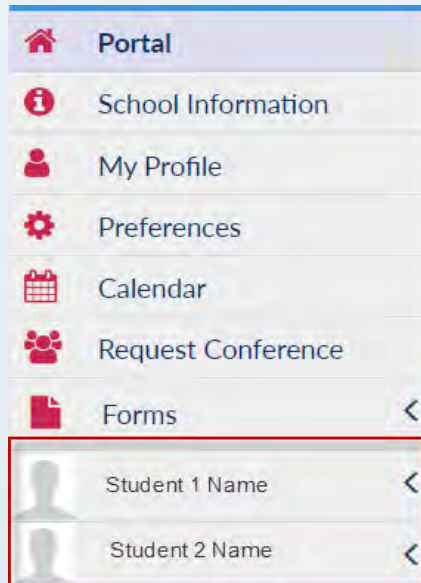 Portal
School Information
My Profile
Preferences
Calendar
Request Conference
Forms
Student 1 Name
Student 2 Name